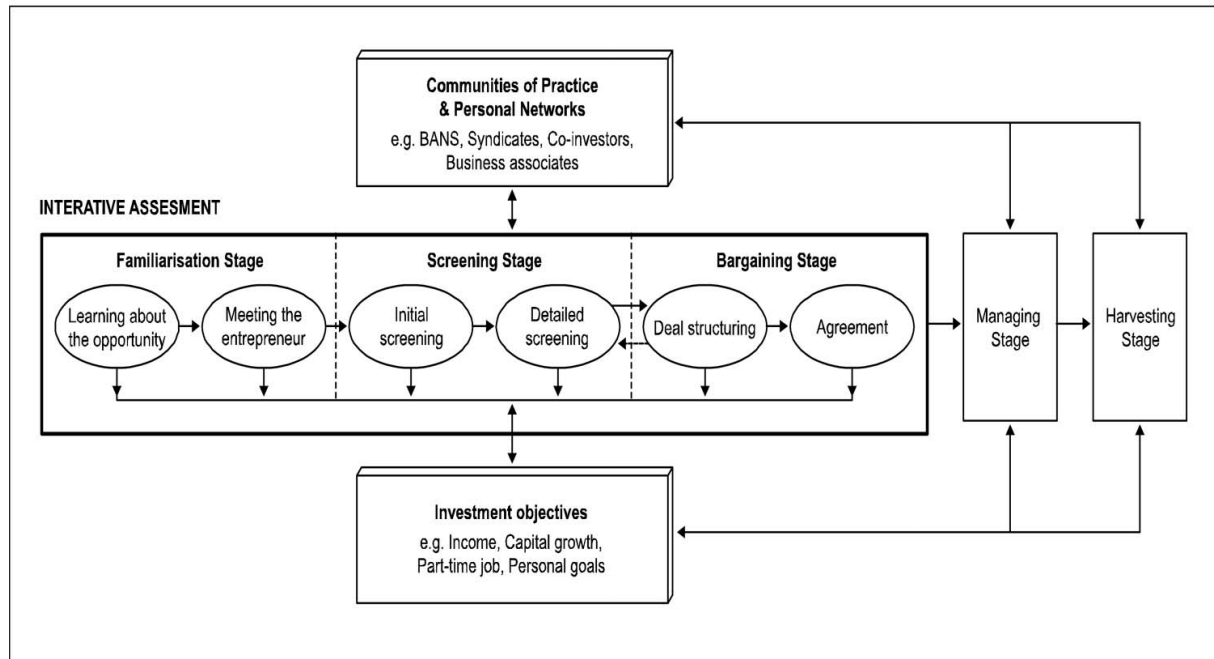 Communities of Practice
& Personal Networks
e.g. BANS, Syndicates, Co-investors,
Business associates
INTERATIVE ASSESMENT
Familiarisation Stage
Screening Stage
Bargaining Stage
Learning about
the opportunity
Meeting the
entrepreneur
Initial
screening
Detailed
screening
Deal structuring
Agreement
Managing
Stage
Harvesting
Stage
Investment objectives
e.g. Income, Capital growth,
Part-time job, Personal goals